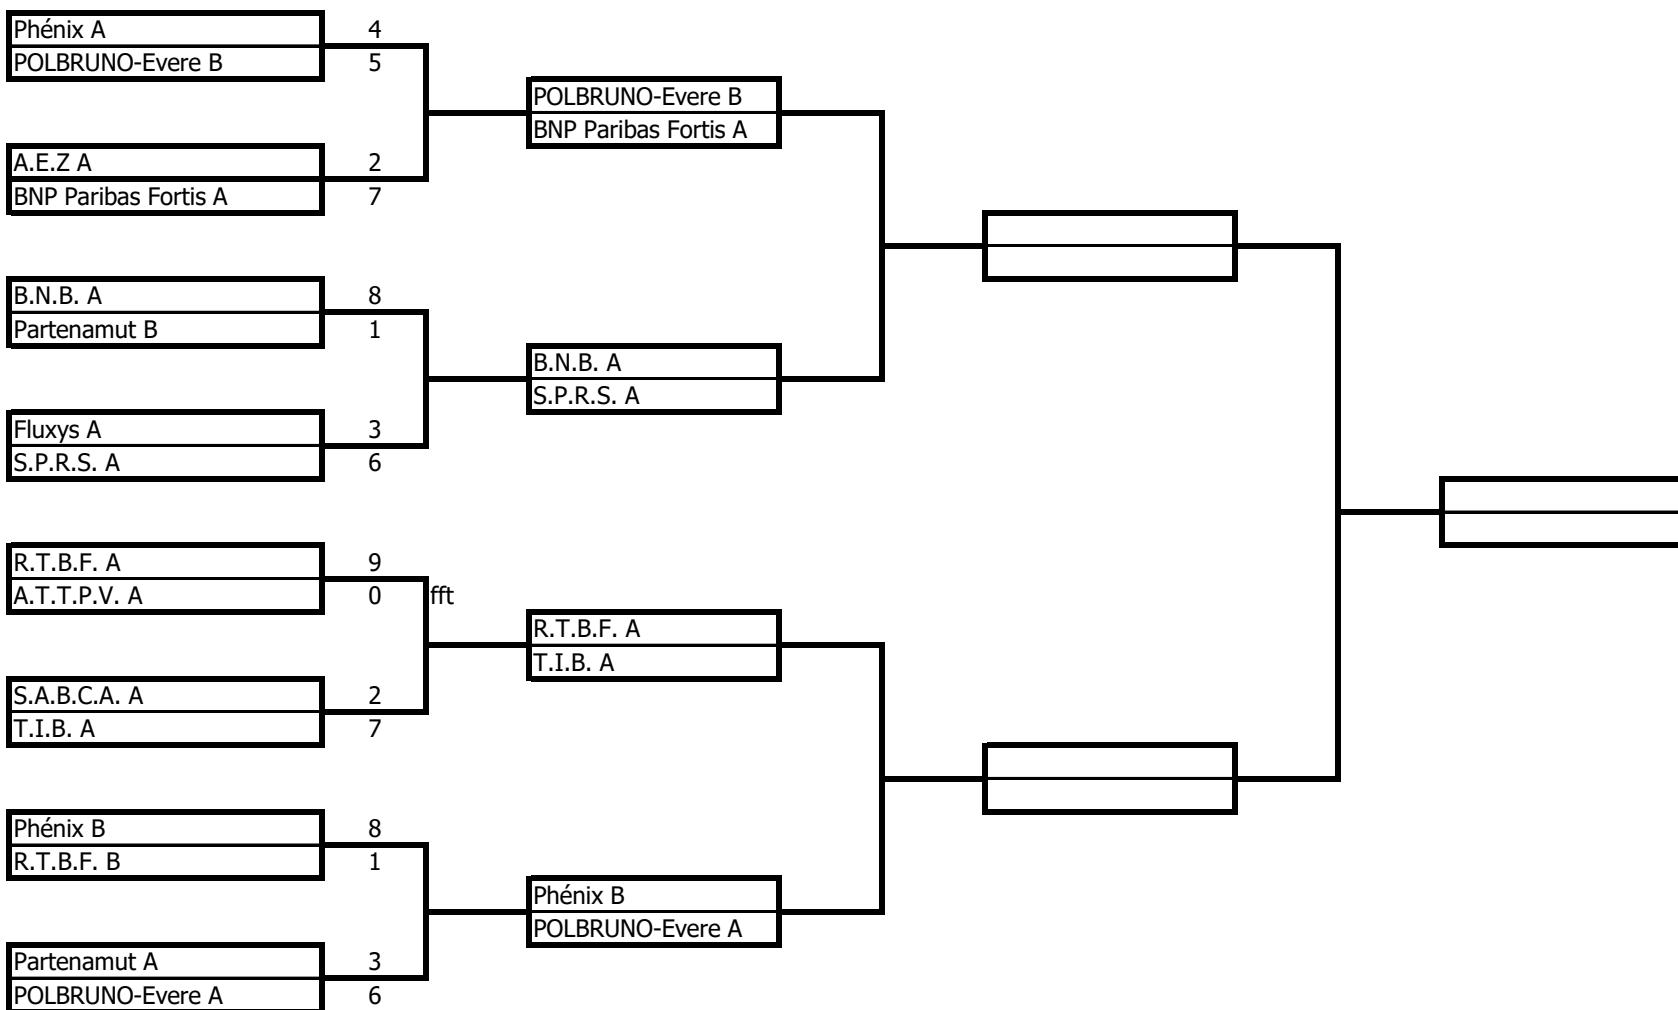 Phénix A 4
POLBRUNO-Evere B 5
POLBRUNO-Evere B
BNP Paribas Fortis A
A.E.Z A 2
BNP Paribas Fortis A 7
B.N.B. A 8
Partenamut B 1
B.N.B. A
S.P.R.S. A
Fluxys A 3
S.P.R.S. A 6
R.T.B.F. A 9
A.T.T.P.V. A 0 fft
R.T.B.F. A
T.I.B. A
S.A.B.C.A. A 2
T.I.B. A 7
Phénix B 8
R.T.B.F. B 1
Phénix B
POLBRUNO-Evere A
Partenamut A 3
POLBRUNO-Evere A 6